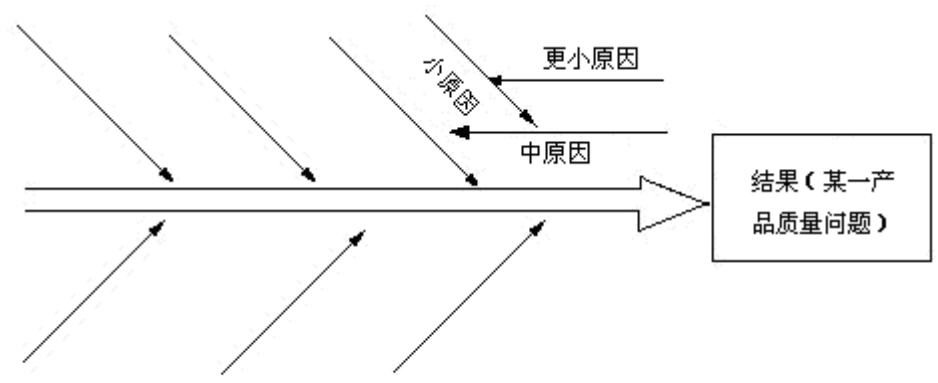 更小原因
小原因
中原因
结果（某一产
品质量问题）